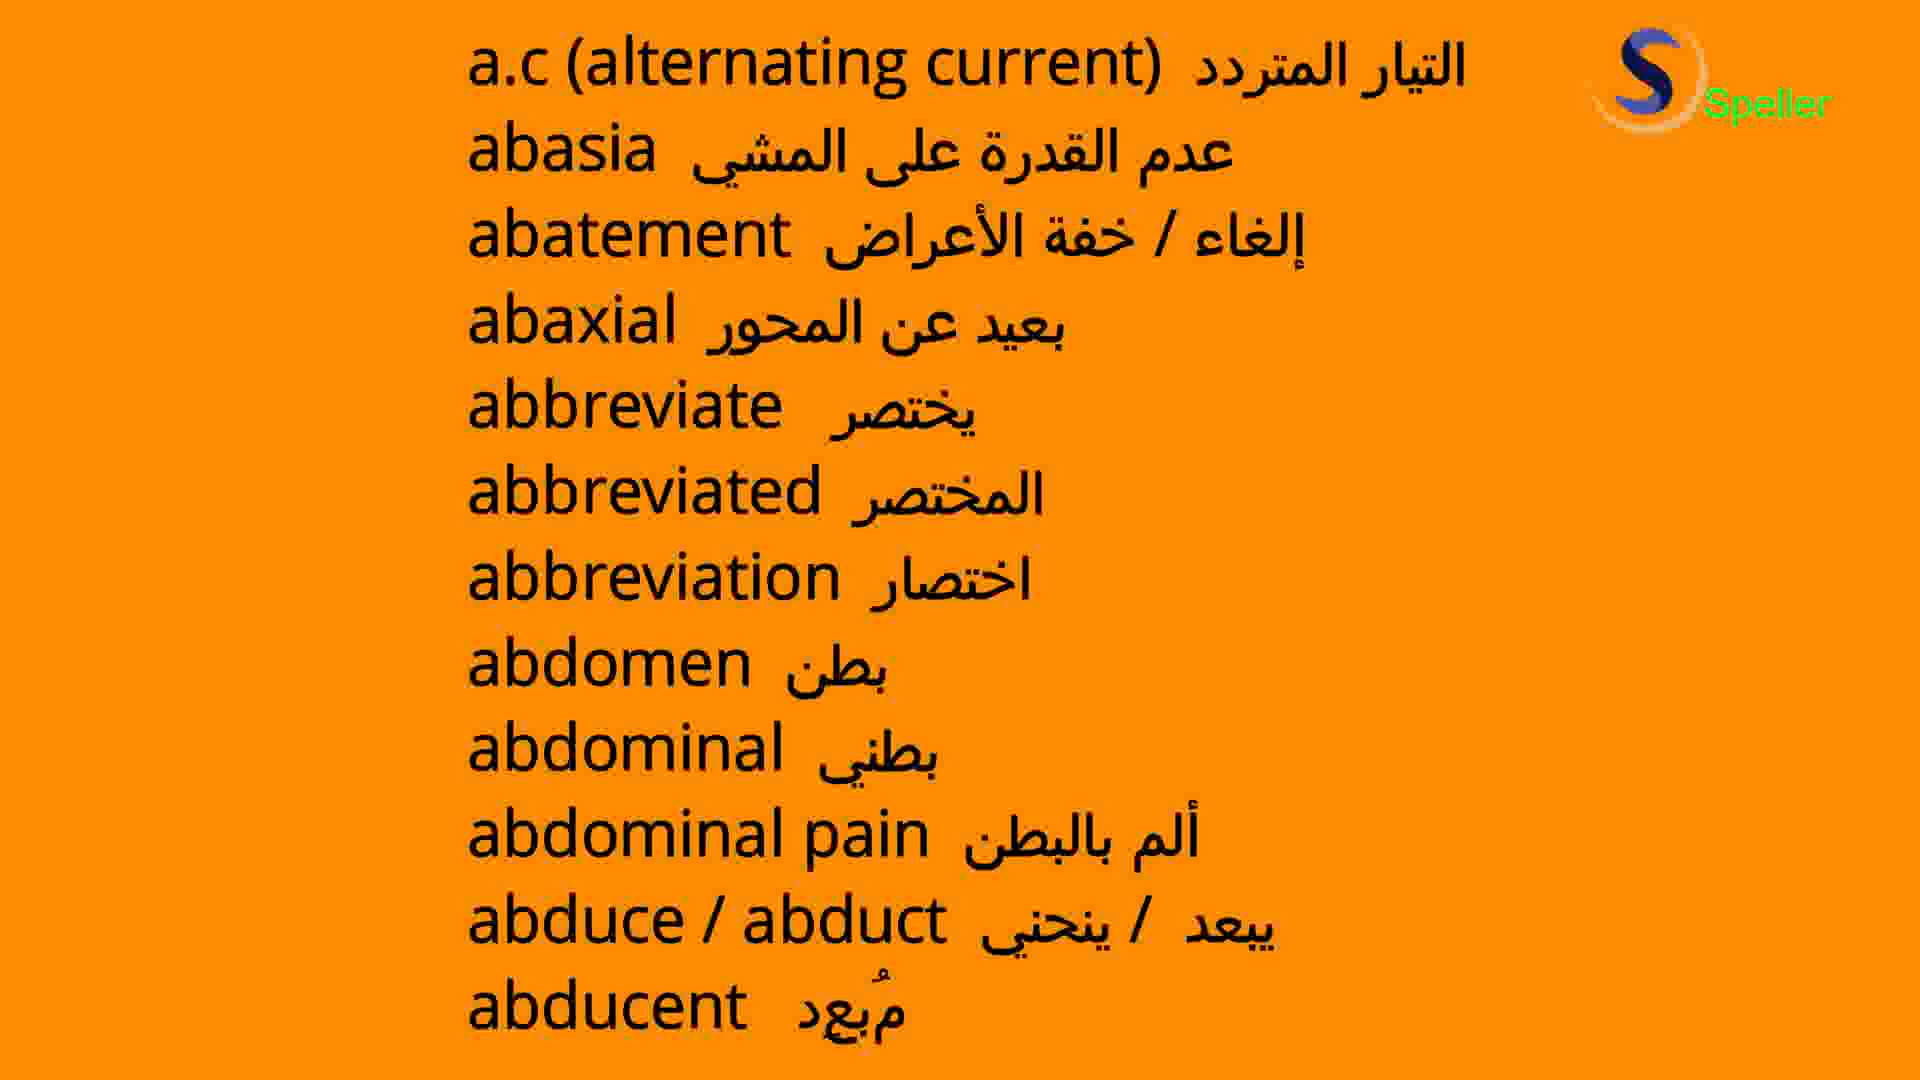 a.c (alternating current) التيار المتردد
Speller
abasia عدم القدرة على المشي
abatement إلغاء / خفة الأعراض
abaxial بعيد عن المحور
abbreviate يختصر
abbreviated المختصر
abbreviation اختصار
abdomen بطن
abdominal بطني
abdominal pain ألم بالبطن
abduce / abduct يبعد / ينحني
abducent مُبعِد